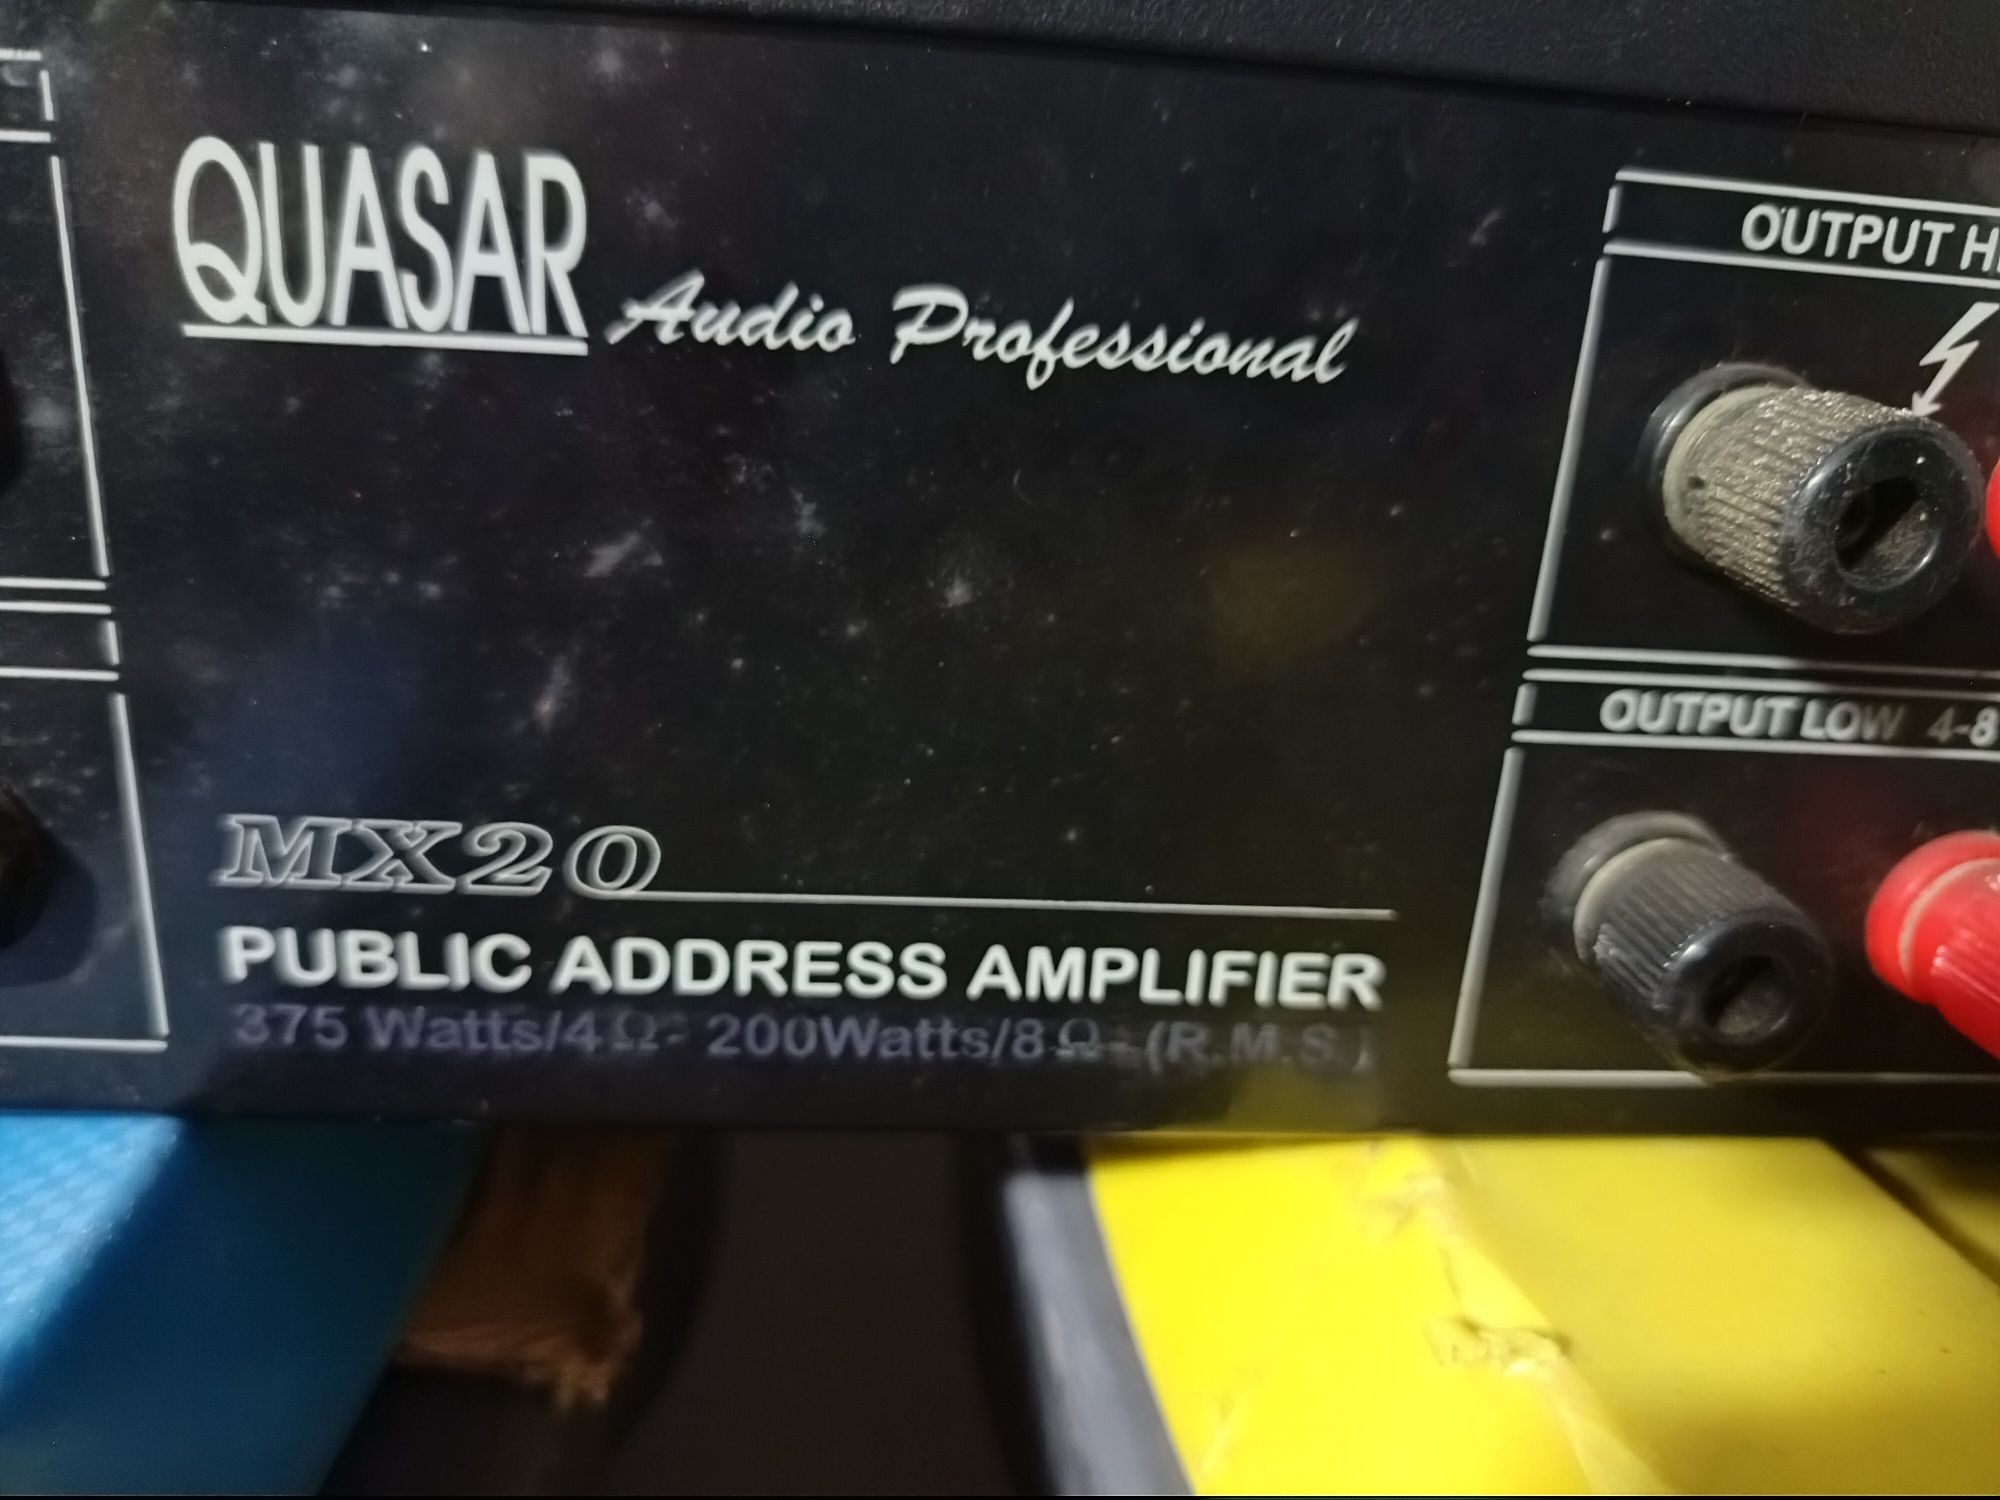 QUASAR Audio Professional
OUTPUT
OUTPUT LOW 4-8
MX20
PUBLIC ADDRESS AMPLIFIER
375 Watts/4Ω- 200Watts/8Ω-(R.M.S.)